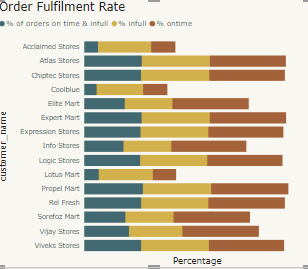 Order Fulfilment Rate
% of orders on time & infull % infull % ontime
Acclaimed Stores
Atlas Stores
Chiptec Stores
Coolblue
Elite Mart
Expert Mart
Expression Stores
Info Stores
Logic Stores
Lotus Mart
Propel Mart
Rel Fresh
Sorefoz Mart
Vijay Stores
Viveks Stores
customer_name
Percentage